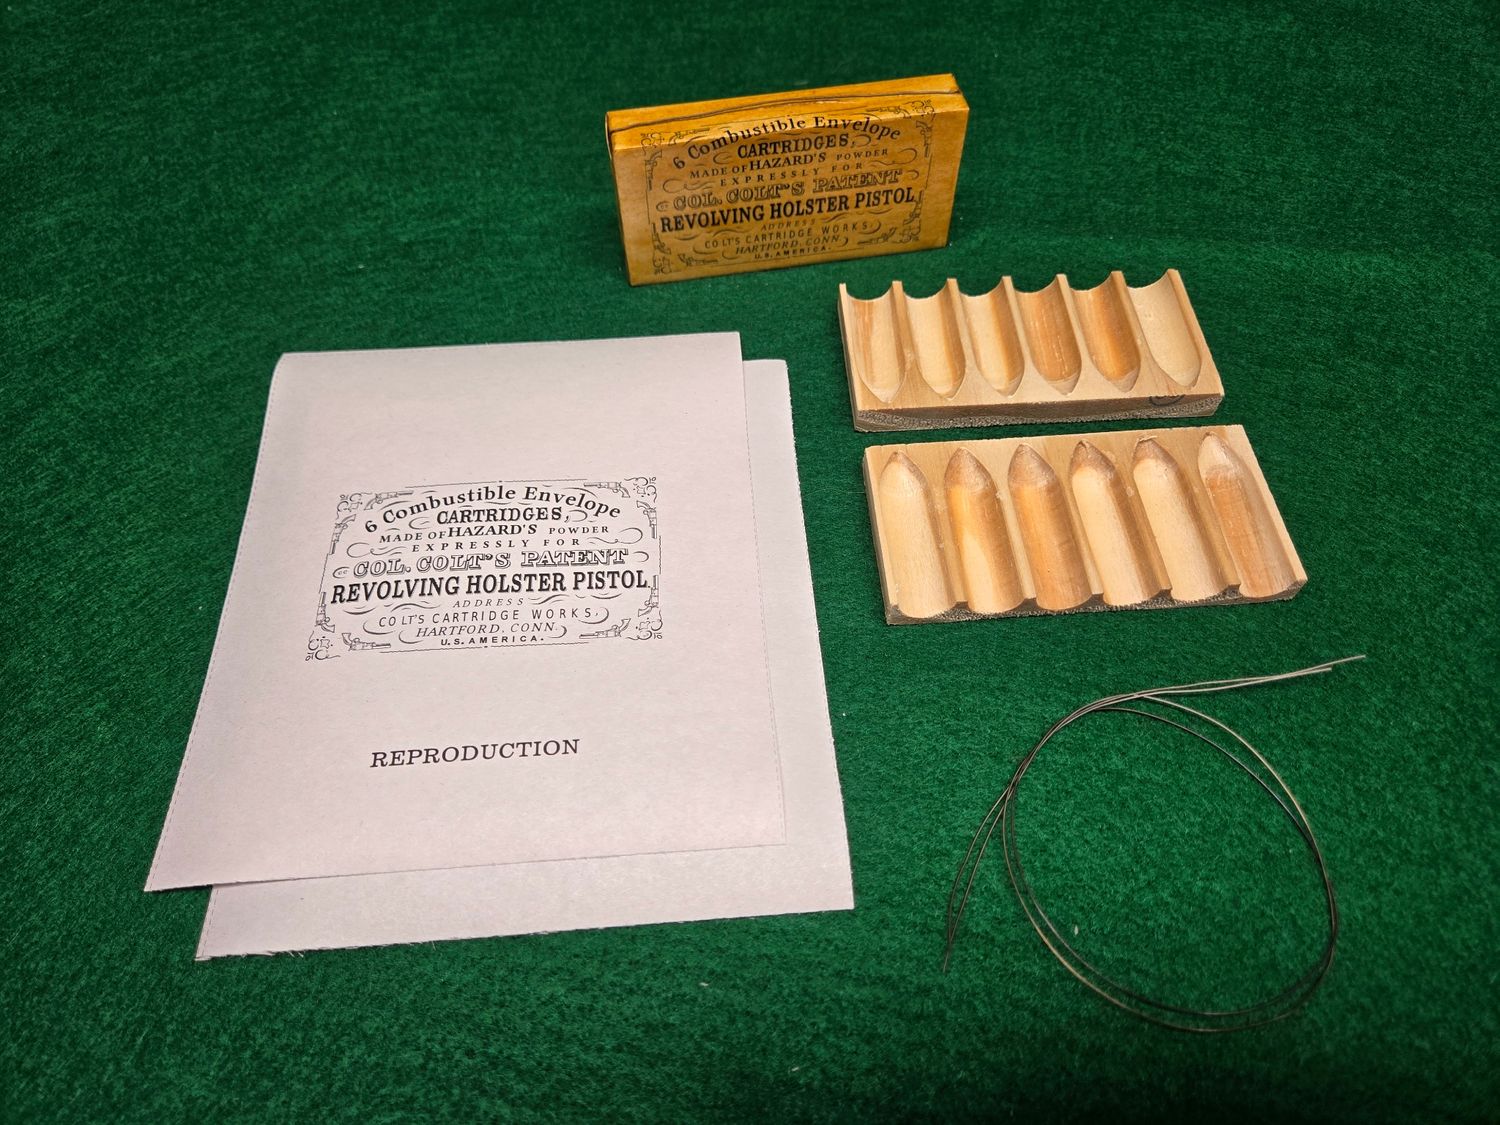 6 Combustible Envelope
CARTRIDGES,
MADE OF HAZARD'S POWDER
EXPRESSLY FOR
COL. COLT'S PATENT
REVOLVING HOLSTER PISTOL
ADDRESS
COLT'S CARTRIDGE WORKS,
HARTFORD, CONN.
U.S. AMERICA.
6 Combustible Envelope
CARTRIDGES,
MADE OF HAZARD'S POWDER
EXPRESSLY FOR
COL. COLT'S PATENT
REVOLVING HOLSTER PISTOL
ADDRESS
COLT'S CARTRIDGE WORKS,
HARTFORD, CONN.
U.S. AMERICA.
REPRODUCTION